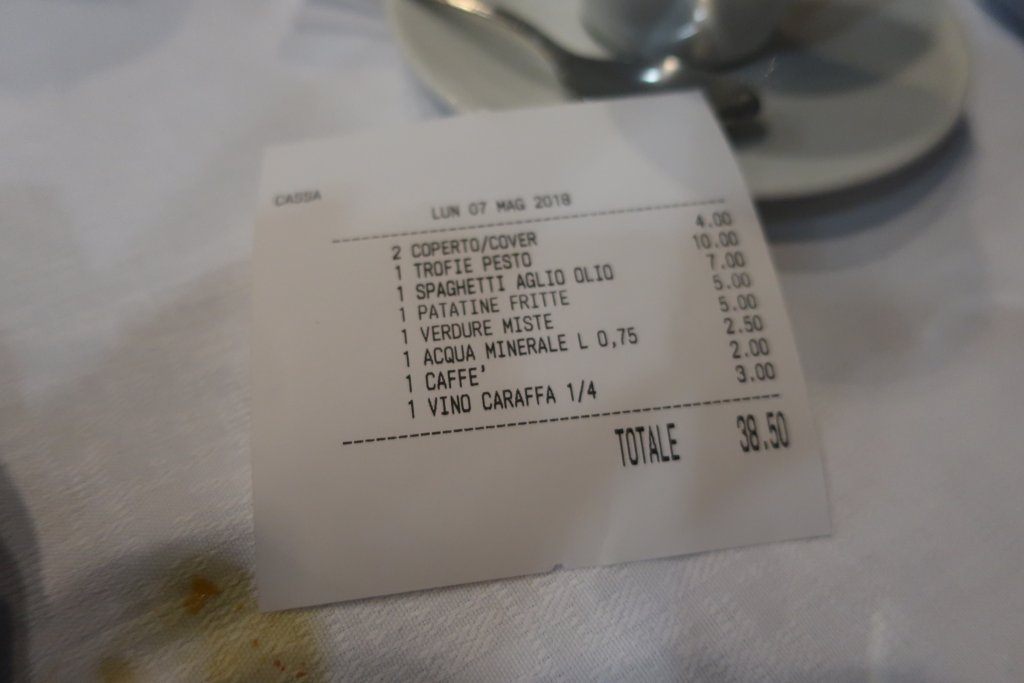 CASSA
LUN 07 MAG 2018
2 COPERTO/COVER 4.00
1 TROFIE PESTO 10.00
1 SPAGHETTI AGLIO OLIO 7.00
1 PATATINE FRITTE 5.00
1 VERDURE MISTE 5.00
1 ACQUA MINERALE L 0,75 2.50
1 CAFFE' 2.00
1 VINO CARAFFA 1/4 3.00
TOTALE 38.50